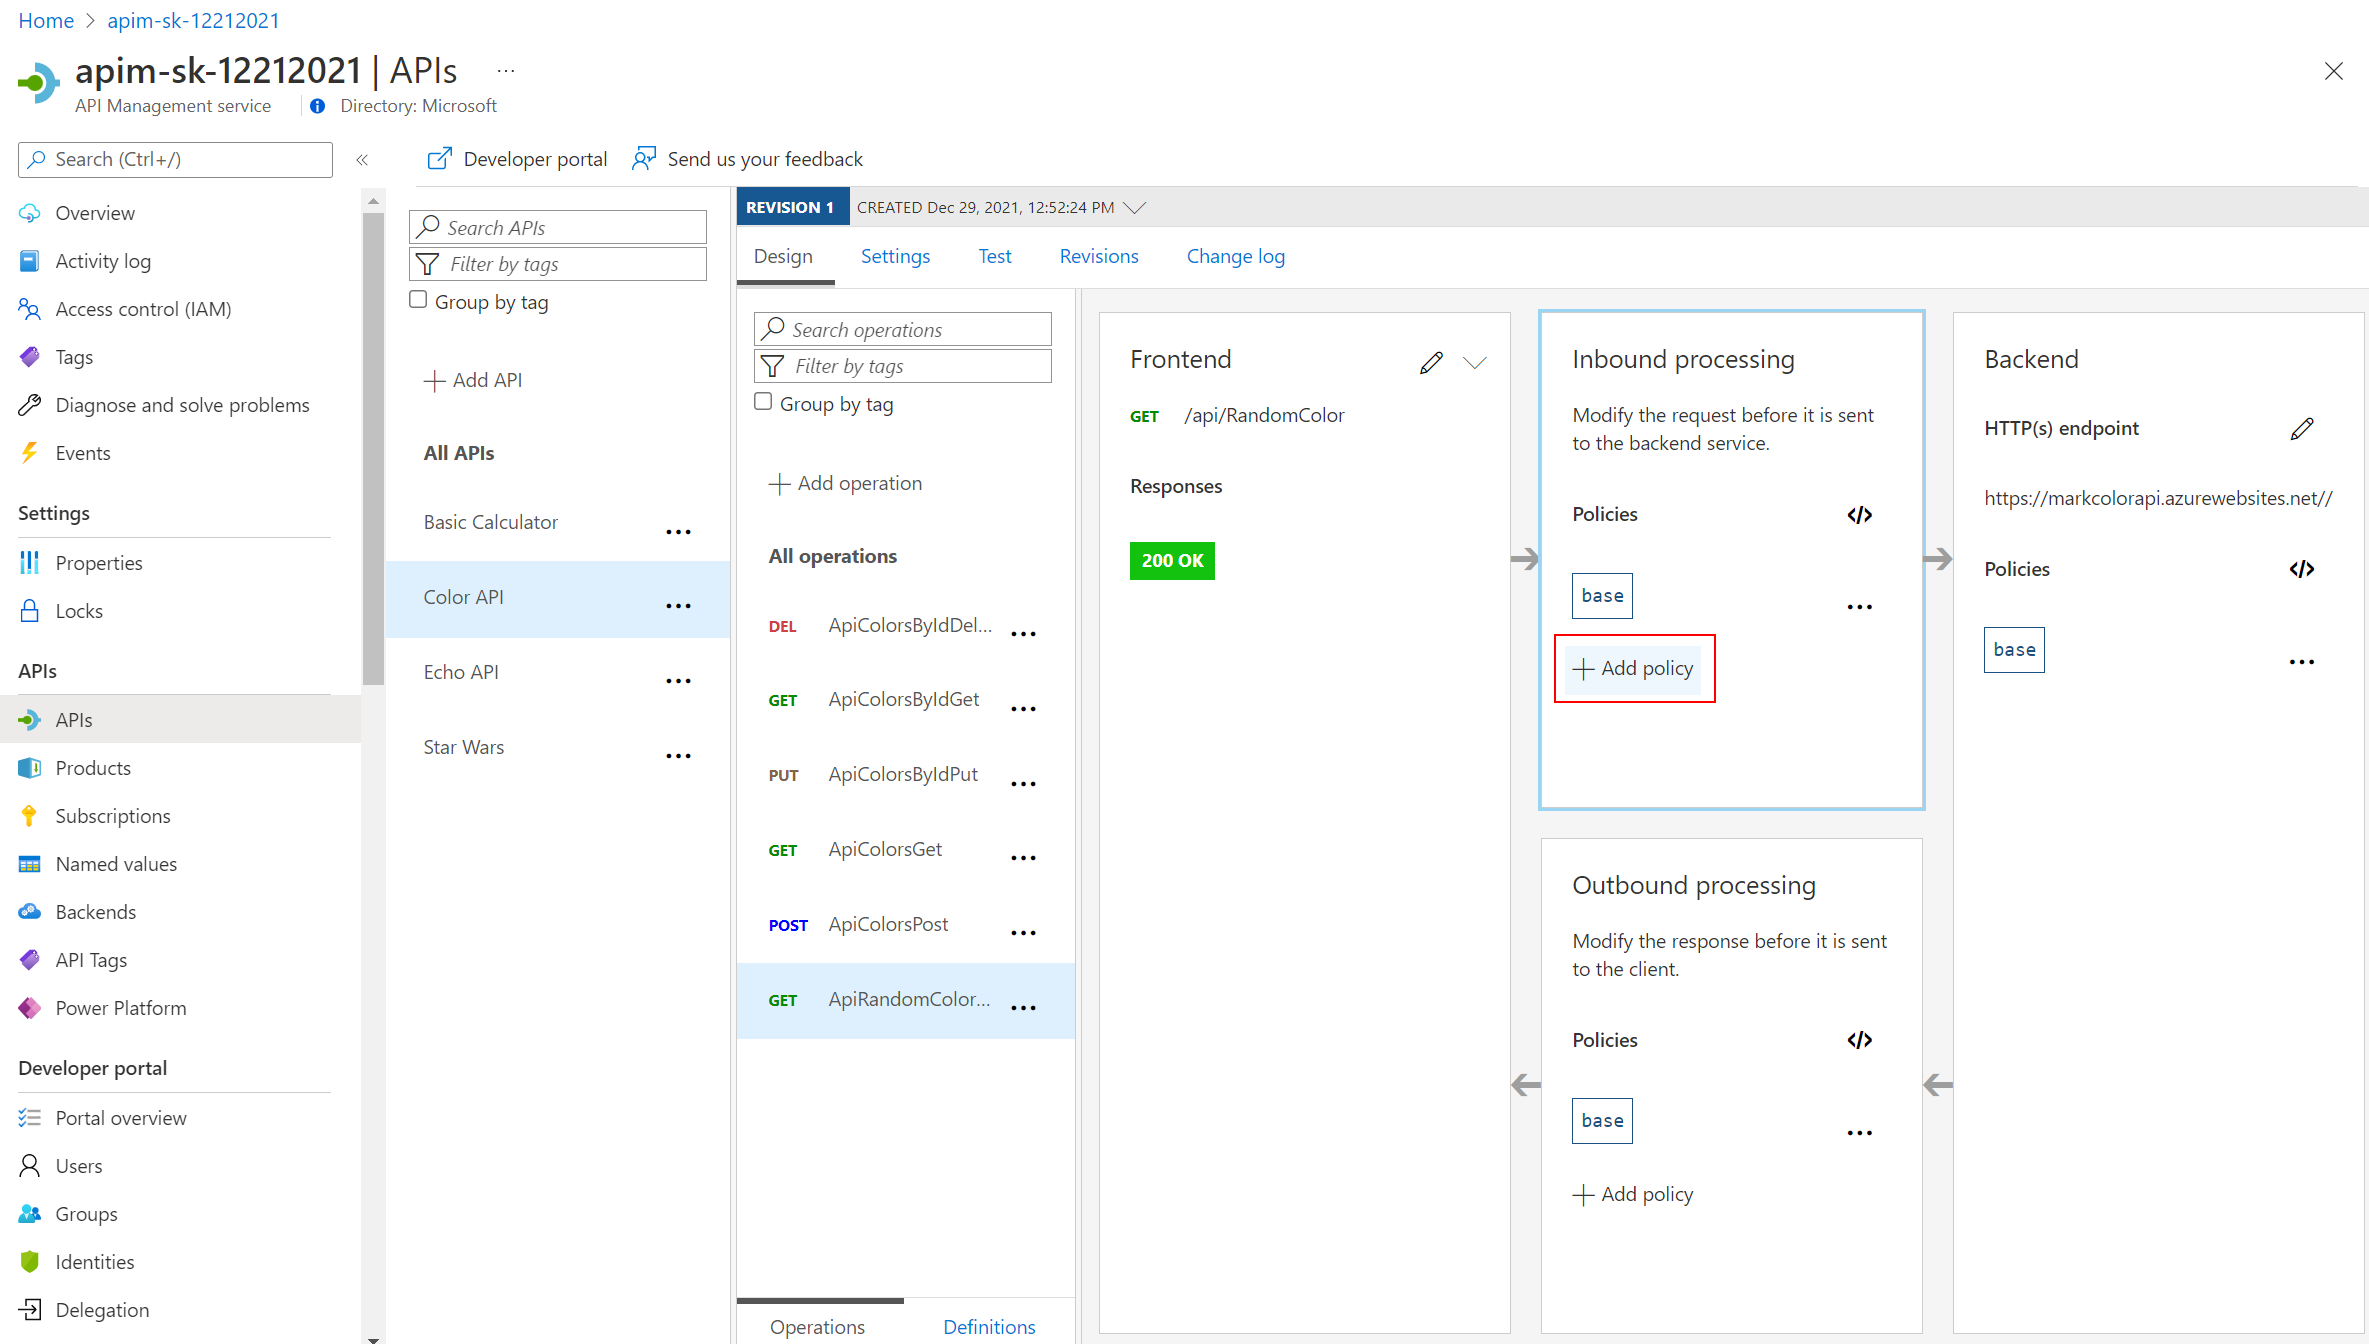 Home > apim-sk-12212021
apim-sk-12212021 | APIs ...
API Management service
Directory: Microsoft
Search (Ctrl+/)
«
Overview
Activity log
Access control (IAM)
Tags
Diagnose and solve problems
Events
Settings
Properties
Locks
APIs
APIs
Products
Subscriptions
Named values
Backends
API Tags
Power Platform
Developer portal
Portal overview
Users
Groups
Identities
Delegation
Developer portal
Send us your feedback
Search APIs
Filter by tags
Group by tag
+ Add API
All APIs
Basic Calculator ...
Color API ...
Echo API ...
Star Wars ...
REVISION 1
CREATED Dec 29, 2021, 12:52:24 PM
Design
Settings
Test
Revisions
Change log
Search operations
Filter by tags
Group by tag
+ Add operation
All operations
DEL ApiColorsByIdDel... ...
GET ApiColorsByIdGet ...
PUT ApiColorsByIdPut ...
GET ApiColorsGet ...
POST ApiColorsPost ...
GET ApiRandomColor... ...
Operations
Definitions
Frontend
GET /api/RandomColor
Responses
200 OK
Inbound processing
Modify the request before it is sent
to the backend service.
Policies </>
base ...
+ Add policy
Outbound processing
Modify the response before it is sent
to the client.
Policies </>
base ...
+ Add policy
Backend
HTTP(s) endpoint
https://markcolorapi.azurewebsites.net//
Policies </>
base ...